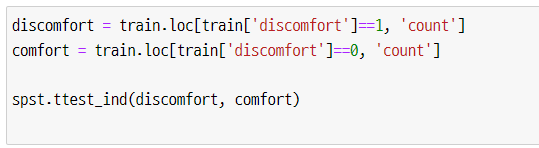 discomfort = train.loc[train['discomfort']==1, 'count']
comfort = train.loc[train['discomfort']==0, 'count']
spst.ttest_ind(discomfort, comfort)